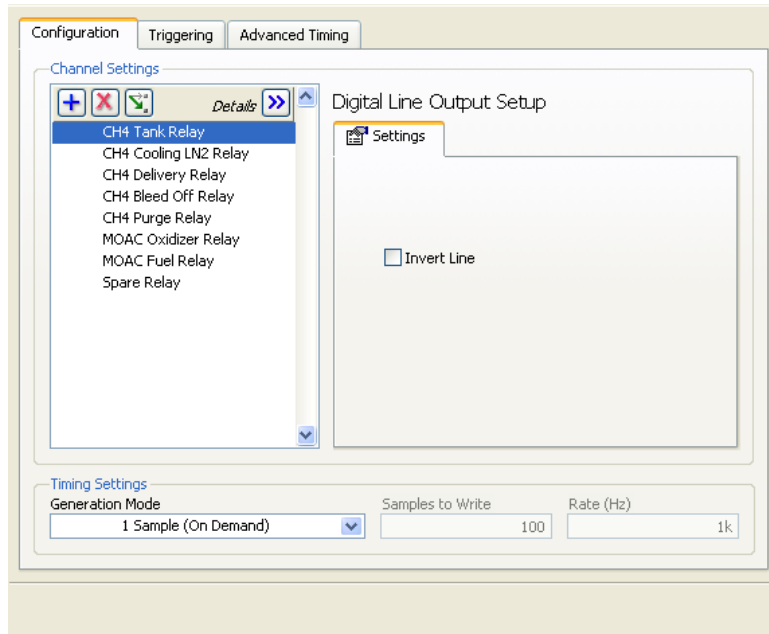 Configuration
Triggering
Advanced Timing
Channel Settings
Details
CH4 Tank Relay
CH4 Cooling LN2 Relay
CH4 Delivery Relay
CH4 Bleed Off Relay
CH4 Purge Relay
MOAC Oxidizer Relay
MOAC Fuel Relay
Spare Relay
Digital Line Output Setup
Settings
Invert Line
Timing Settings
Generation Mode
1 Sample (On Demand)
Samples to Write
100
Rate (Hz)
1k